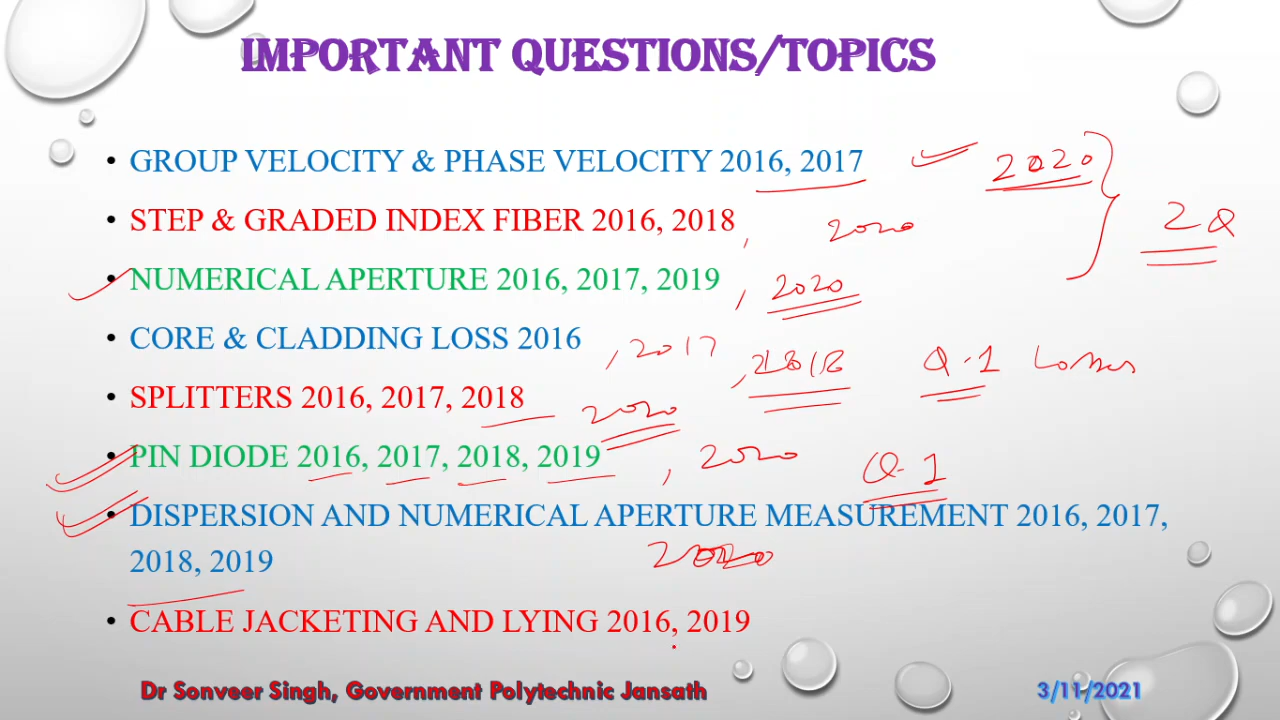 IMPORTANT QUESTIONS/TOPICS
• GROUP VELOCITY & PHASE VELOCITY 2016, 2017 2020
• STEP & GRADED INDEX FIBER 2016, 2018 , 2020 2Q
• NUMERICAL APERTURE 2016, 2017, 2019 , 2020
• CORE & CLADDING LOSS 2016 , 2017 , Q-1 Losses
• SPLITTERS 2016, 2017, 2018 2020
• PIN DIODE 2016, 2017, 2018, 2019 , 2020 Q-1
• DISPERSION AND NUMERICAL APERTURE MEASUREMENT 2016, 2017,
2018, 2019 2020
• CABLE JACKETING AND LYING 2016, 2019
Dr Sonveer Singh, Government Polytechnic Jansath 3/11/2021